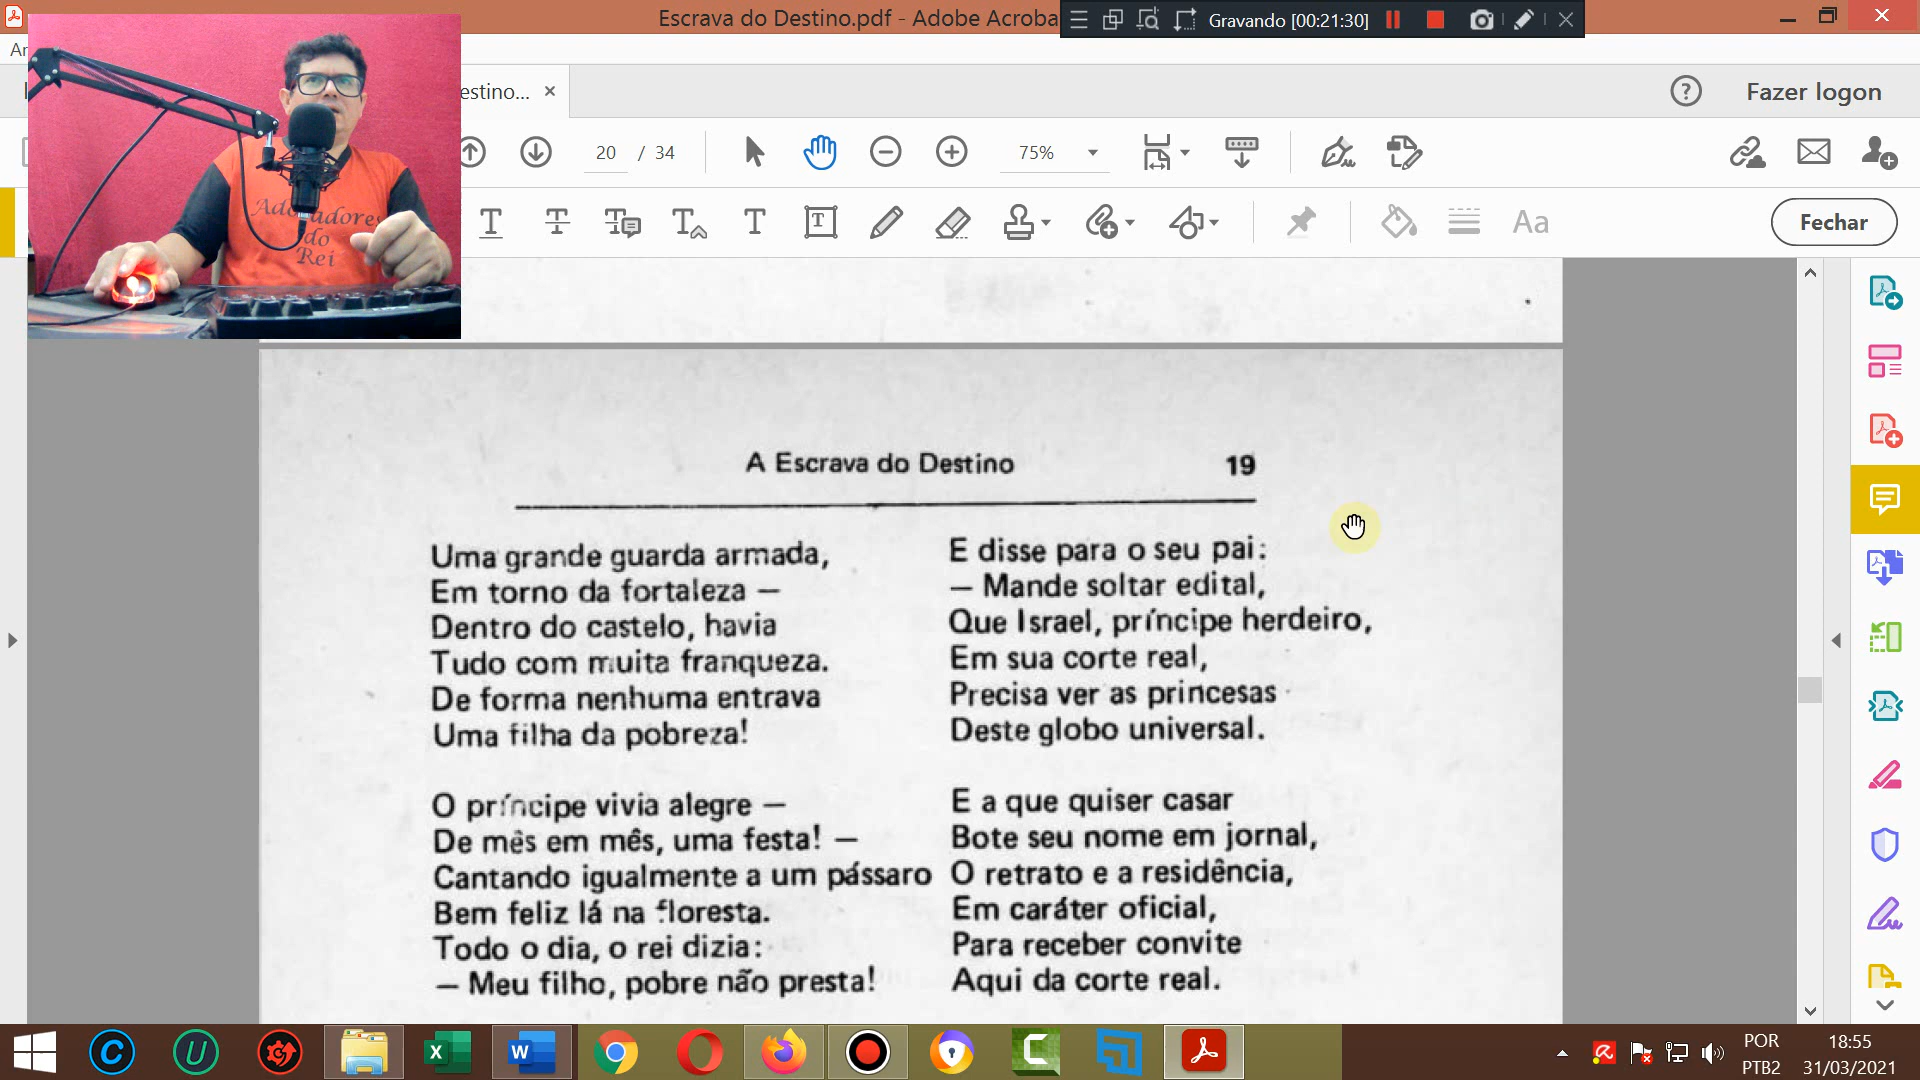 Escrava do Destino.pdf - Adobe Acroba
Gravando [00:21:30]
Ar
estino...
Fazer logon
20 / 34
75%
Fechar
Aa
Adoradores
do
Rei
A Escrava do Destino 19
Uma grande guarda armada,
Em torno da fortaleza —
Dentro do castelo, havia
Tudo com muita franqueza.
De forma nenhuma entrava
Uma filha da pobreza!
O príncipe vivia alegre —
De mês em mês, uma festa! —
Cantando igualmente a um pássaro
Bem feliz lá na floresta.
Todo o dia, o rei dizia:
— Meu filho, pobre não presta!
E disse para o seu pai:
— Mande soltar edital,
Que Israel, príncipe herdeiro,
Em sua corte real,
Precisa ver as princesas
Deste globo universal.
E a que quiser casar
Bote seu nome em jornal,
O retrato e a residência,
Em caráter oficial,
Para receber convite
Aqui da corte real.
POR
PTB2
18:55
31/03/2021